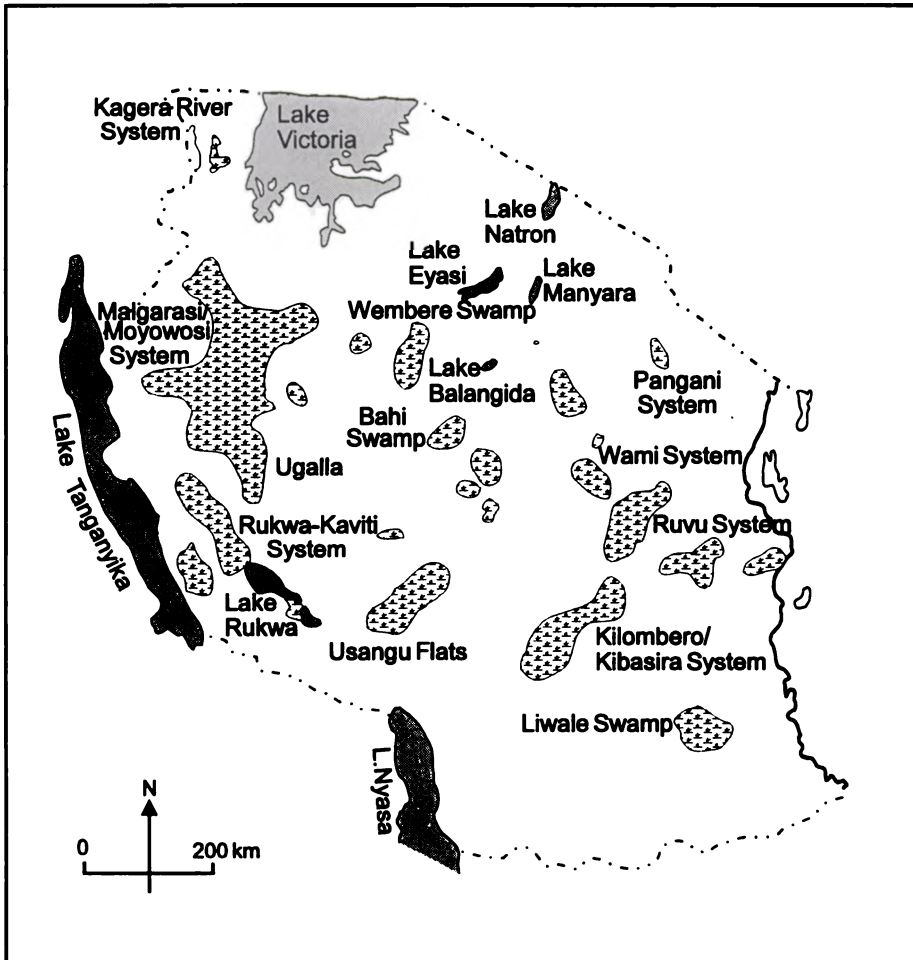 Kagera River
System
Lake
Victoria
Lake
Natron
Lake
Eyasi
Lake
Manyara
Malgarasi/
Moyowosi
System
Wembere Swamp
Lake
Balangida
Pangani
System
Bahi
Swamp
Lake Tanganyika
Ugalla
Wami System
Rukwa-Kaviti
System
Ruvu System
Lake
Rukwa
Usangu Flats
Kilombero/
Kibasira System
Liwale Swamp
L.Nyasa
N
0 200 km